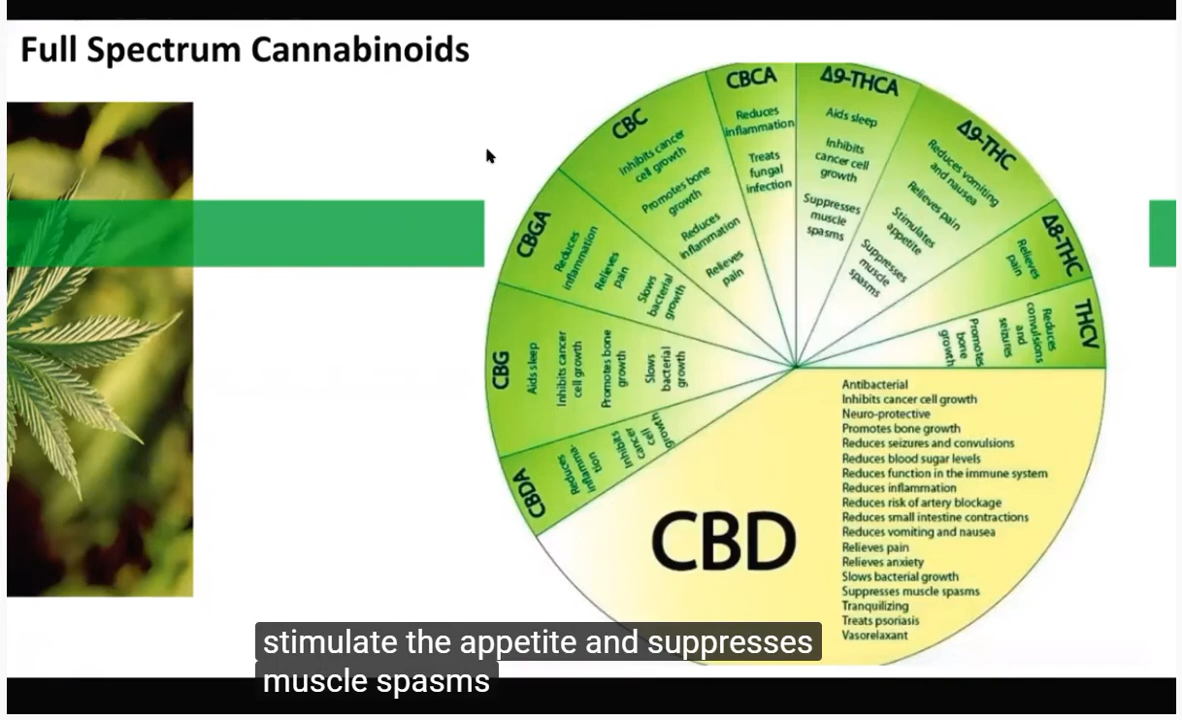 Full Spectrum Cannabinoids
CBDA
Reduces
inflamma-
tion
Inhibits
cancer
cell
growth
CBG
Aids sleep
Inhibits cancer
cell growth
Promotes bone
growth
Slows
bacterial
growth
CBGA
Reduces
inflammation
Relieves
pain
Slows
bacterial
growth
CBC
Inhibits cancer
cell growth
Promotes bone
growth
Reduces
inflammation
Relieves
pain
CBCA
Reduces
inflammation
Treats
fungal
infection
Δ9-THCA
Aids sleep
Inhibits
cancer cell
growth
Suppresses
muscle
spasms
Δ9-THC
Reduces vomiting
and nausea
Relieves pain
Stimulates
appetite
Suppresses
muscle
spasms
Δ8-THC
Relieves
pain
THCV
Reduces
convulsions
and
seizures
Promotes
bone
growth
CBD
Antibacterial
Inhibits cancer cell growth
Neuro-protective
Promotes bone growth
Reduces seizures and convulsions
Reduces blood sugar levels
Reduces function in the immune system
Reduces inflammation
Reduces risk of artery blockage
Reduces small intestine contractions
Reduces vomiting and nausea
Relieves pain
Relieves anxiety
Slows bacterial growth
Suppresses muscle spasms
Tranquilizing
Treats psoriasis
Vasorelaxant
stimulate the appetite and suppresses
muscle spasms